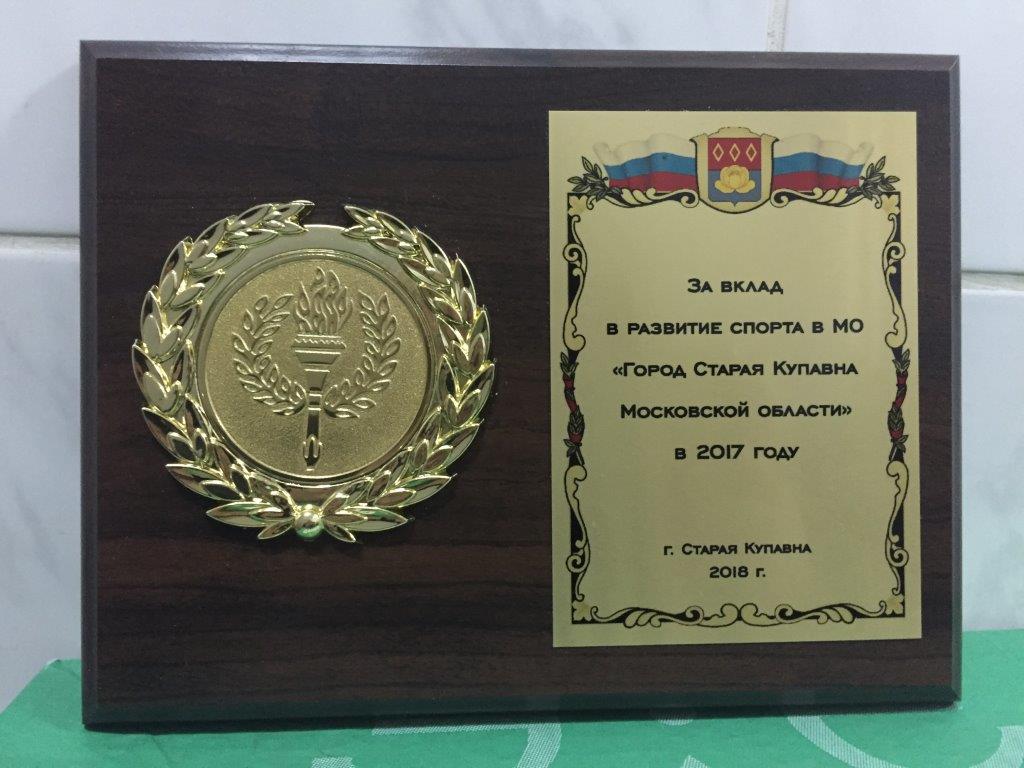 За вклад
в развитие спорта в МО
«Город Старая Купавна
Московской области»
в 2017 году
г. Старая Купавна
2018 г.